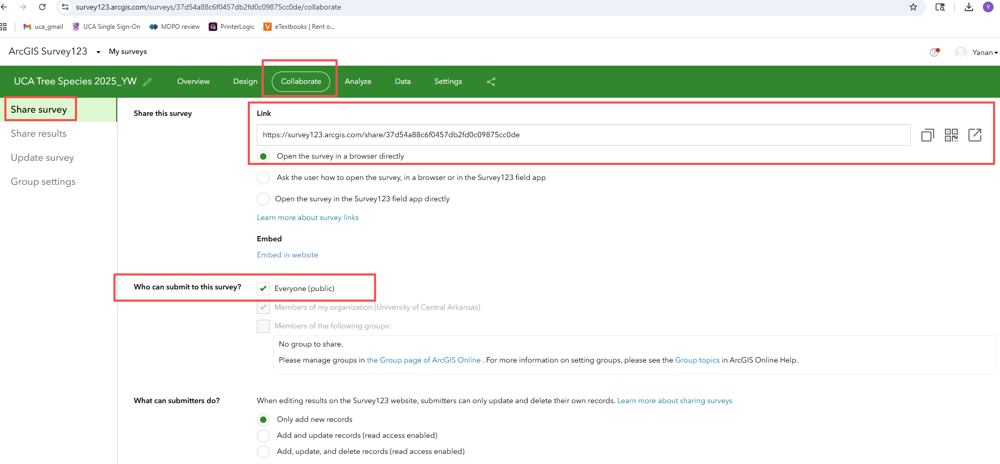 survey123.arcgis.com/surveys/37d54a88c6f0457db2fd0c09875cc0de/collaborate
Y
uca_gmail UCA Single Sign-On MDPO review PrinterLogic V eTextbooks | Rent o...
ArcGIS Survey123 My surveys
? Yanan
UCA Tree Species 2025_YW Overview Design Collaborate Analyze Data Settings
Share survey
Share results
Update survey
Group settings
Share this survey
Link
https://survey123.arcgis.com/share/37d54a88c6f0457db2fd0c09875cc0de
Open the survey in a browser directly
Ask the user how to open the survey, in a browser or in the Survey123 field app
Open the survey in the Survey123 field app directly
Learn more about survey links
Embed
Embed in website
Who can submit to this survey? Everyone (public)
Members of my organization (University of Central Arkansas)
Members of the following groups:
No group to share.
Please manage groups in the Group page of ArcGIS Online . For more information on setting groups, please see the Group topics in ArcGIS Online Help.
What can submitters do? When editing results on the Survey123 website, submitters can only update and delete their own records. Learn more about sharing surveys
Only add new records
Add and update records (read access enabled)
Add, update, and delete records (read access enabled)